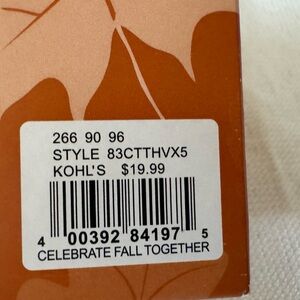 266 90 96
STYLE 83CTTHVX5
KOHL'S $19.99
4 00392 84197 5
CELEBRATE FALL TOGETHER